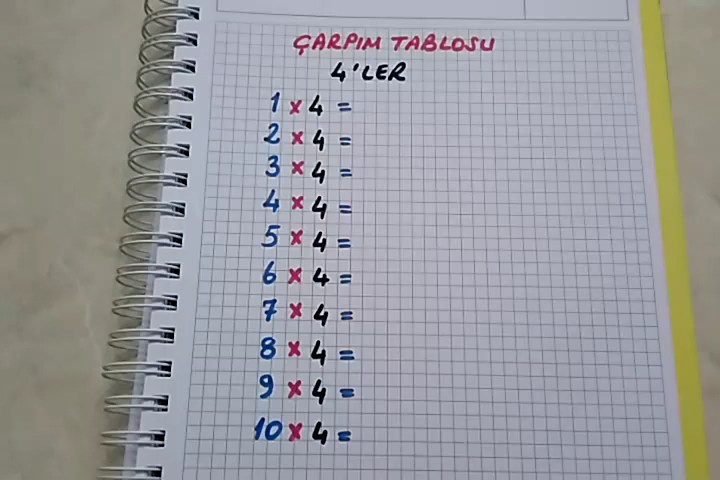 ÇARPIM TABLOSU
4'LER
1 x 4 =
2 x 4 =
3 x 4 =
4 x 4 =
5 x 4 =
6 x 4 =
7 x 4 =
8 x 4 =
9 x 4 =
10 x 4 =